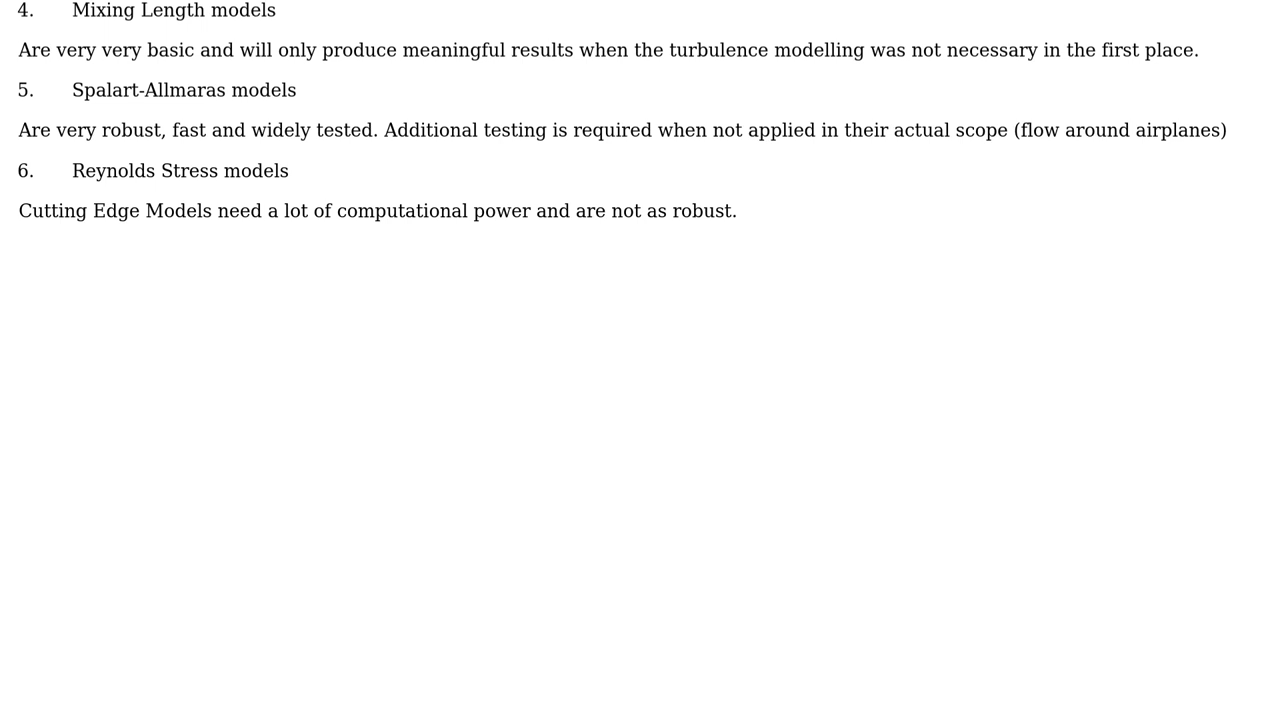 4. Mixing Length models
Are very very basic and will only produce meaningful results when the turbulence modelling was not necessary in the first place.
5. Spalart-Allmaras models
Are very robust, fast and widely tested. Additional testing is required when not applied in their actual scope (flow around airplanes)
6. Reynolds Stress models
Cutting Edge Models need a lot of computational power and are not as robust.